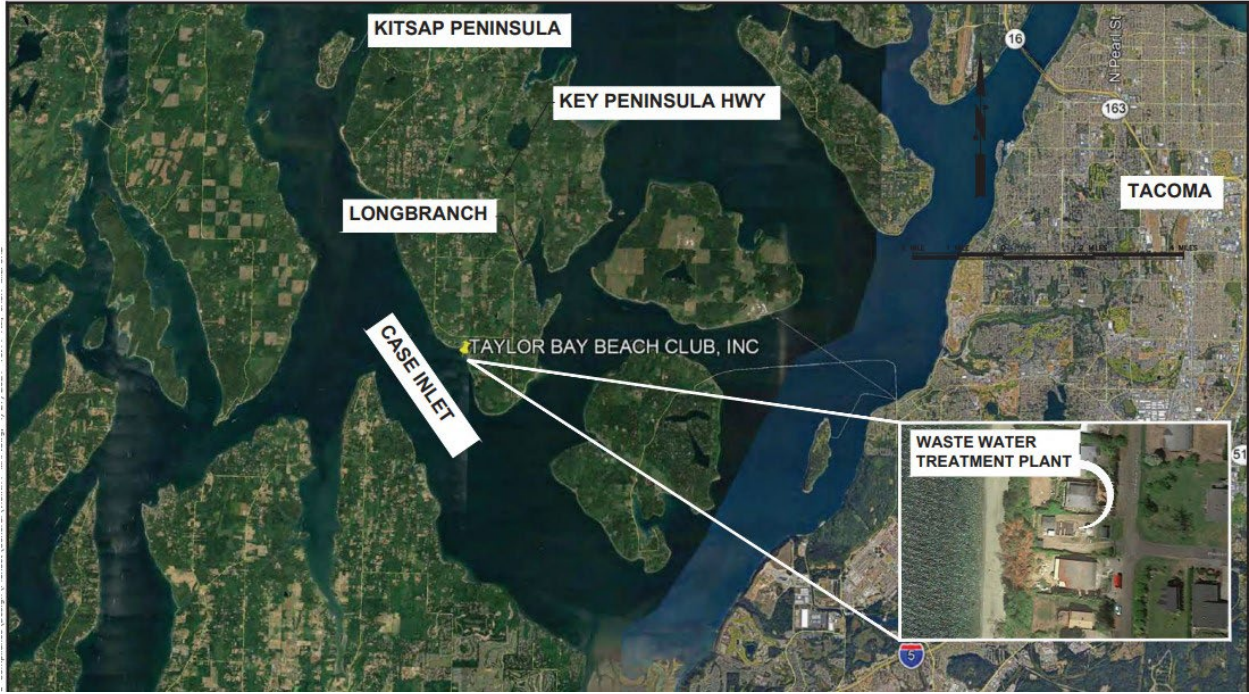 KITSAP PENINSULA
16
N Pearl St
KEY PENINSULA HWY
163
TACOMA
LONGBRANCH
CASE INLET
TAYLOR BAY BEACH CLUB, INC
WASTE WATER
TREATMENT PLANT
51
5